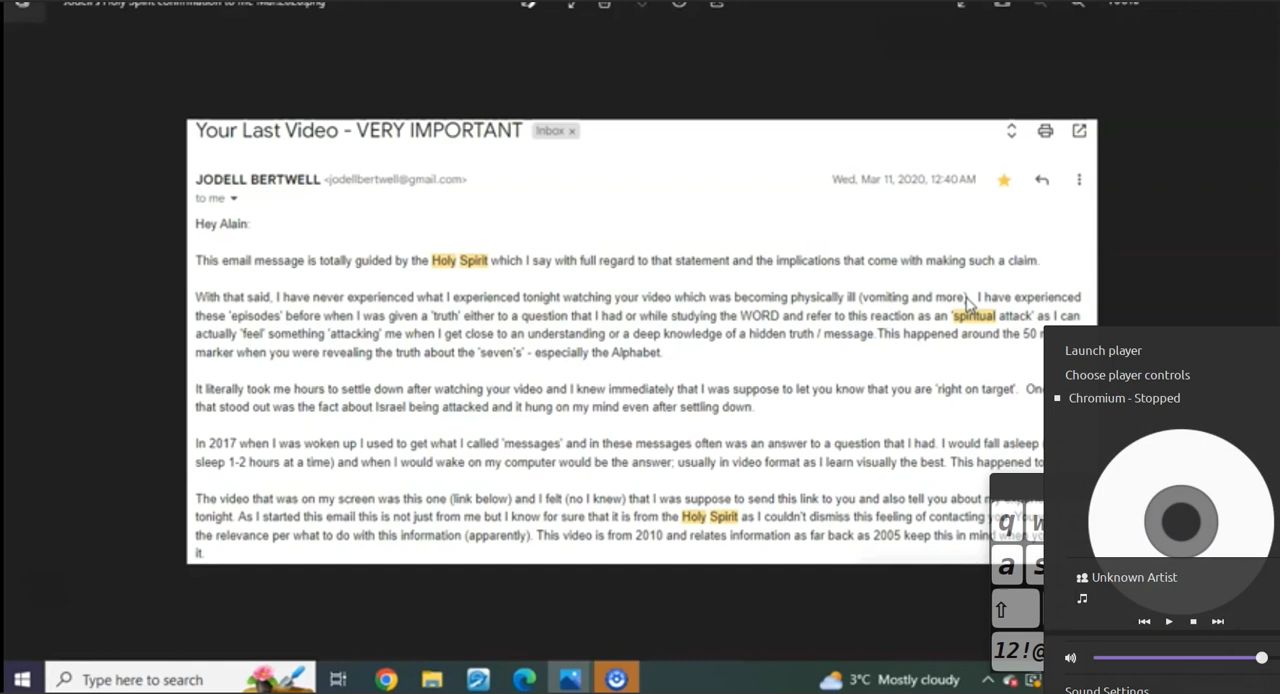 Your Last Video - VERY IMPORTANT Inbox ×
JODELL BERTWELL <jodellbertwell@gmail.com> Wed, Mar 11, 2020, 12:40 AM
to me
Hey Alain:
This email message is totally guided by the Holy Spirit which I say with full regard to that statement and the implications that come with making such a claim.
With that said, I have never experienced what I experienced tonight watching your video which was becoming physically ill (vomiting and more). I have experienced
these 'episodes' before when I was given a 'truth' either to a question that I had or while studying the WORD and refer to this reaction as an 'spiritual attack' as I can
actually 'feel' something 'attacking' me when I get close to an understanding or a deep knowledge of a hidden truth / message.This happened around the 50
marker when you were revealing the truth about the 'seven's' - especially the Alphabet.
It literally took me hours to settle down after watching your video and I knew immediately that I was suppose to let you know that you are 'right on target'.
that stood out was the fact about Israel being attacked and it hung on my mind even after settling down.
In 2017 when I was woken up I used to get what I called 'messages' and in these messages often was an answer to a question that I had. I would fall asleep
sleep 1-2 hours at a time) and when I would wake on my computer would be the answer; usually in video format as I learn visually the best. This happened to
The video that was on my screen was this one (link below) and I felt (no I knew) that I was suppose to send this link to you and also tell you about
tonight. As I started this email this is not just from me but I know for sure that it is from the Holy Spirit as I couldn't dismiss this feeling of contacting
the relevance per what to do with this information (apparently). This video is from 2010 and relates information as far back as 2005 keep this in mind
it.
Launch player
Choose player controls
Chromium - Stopped
Unknown Artist
Sound Settings
q w
a s
12!@
Type here to search
3°C Mostly cloudy